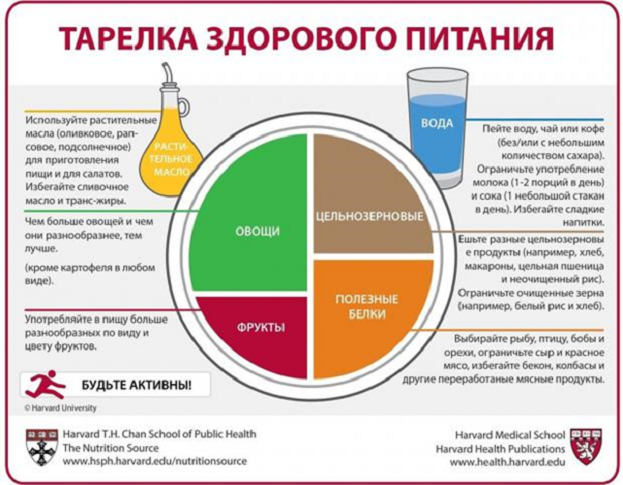 ТАРЕЛКА ЗДОРОВОГО ПИТАНИЯ
Используйте растительные
масла (оливковое, рап-
совое, подсолнечное)
для приготовления
пищи и для салатов.
Избегайте сливочное
масло и транс-жиры.
РАСТИ-
ТЕЛЬНОЕ
МАСЛО
ВОДА
Пейте воду, чай или кофе
(без/или с небольшим
количеством сахара).
Ограничьте употребление
молока (1-2 порций в день)
и сока (1 небольшой стакан
в день). Избегайте сладкие
напитки.
Чем больше овощей и чем
они разнообразнее, тем
лучше.
(кроме картофеля в любом
виде).
ОВОЩИ
ЦЕЛЬНОЗЕРНОВЫЕ
Ешьте разные цельнозерновы
е продукты (например, хлеб,
макароны, цельная пшеница
и неочищенный рис).
Ограничьте очищенные зерна
(например, белый рис и хлеб).
Употребляйте в пищу больше
разнообразных по виду и
цвету фруктов.
ФРУКТЫ
ПОЛЕЗНЫЕ
БЕЛКИ
Выбирайте рыбу, птицу, бобы и
орехи, ограничьте сыр и красное
мясо, избегайте бекон, колбасы и
другие переработаные мясные продукты.
БУДЬТЕ АКТИВНЫ!
© Harvard University
Harvard T.H. Chan School of Public Health
The Nutrition Source
www.hsph.harvard.edu/nutritionsource
Harvard Medical School
Harvard Health Publications
www.health.harvard.edu